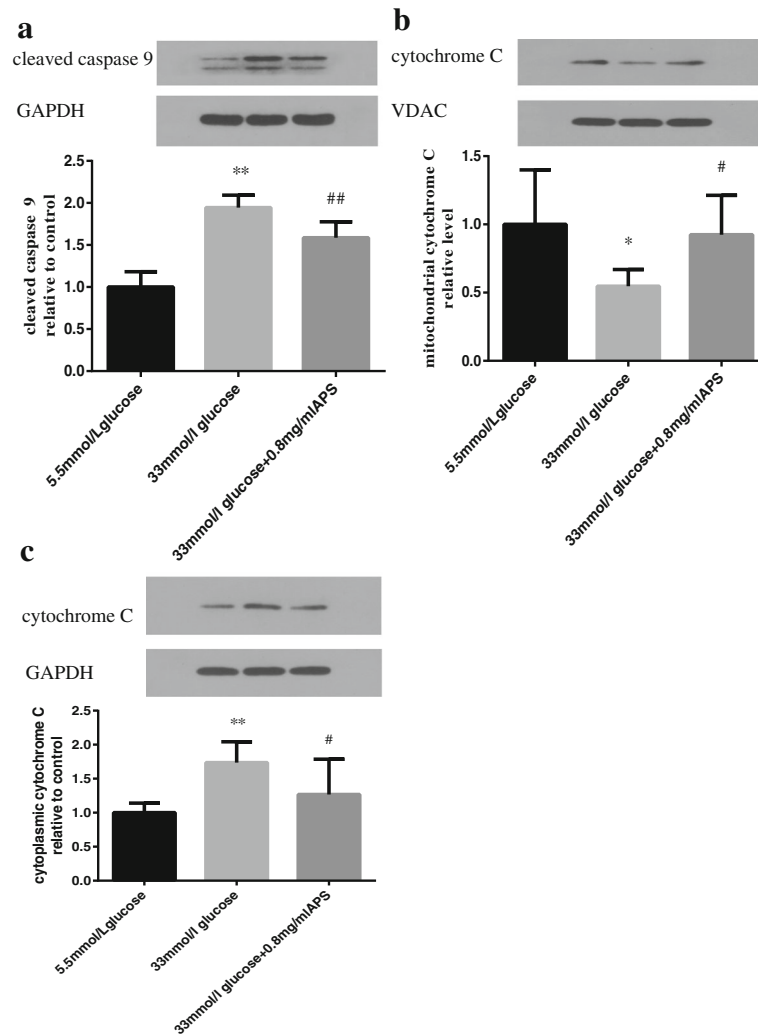 a
cleaved caspase 9
GAPDH
cleaved caspase 9
relative to control
2.5
2.0
1.5
1.0
0.5
0.0
**
##
5.5mmol/Lglucose
33mmol/l glucose
33mmol/l glucose+0.8mg/mlAPS
b
cytochrome C
VDAC
mitochondrial cytochrome C
relative level
1.5
1.0
0.5
0.0
*
#
5.5mmol/Lglucose
33mmol/l glucose
33mmol/l glucose+0.8mg/mlAPS
c
cytochrome C
GAPDH
cytoplasmic cytochrome C
relative to control
2.5
2.0
1.5
1.0
0.5
0.0
**
#
5.5mmol/Lglucose
33mmol/l glucose
33mmol/l glucose+0.8mg/mlAPS